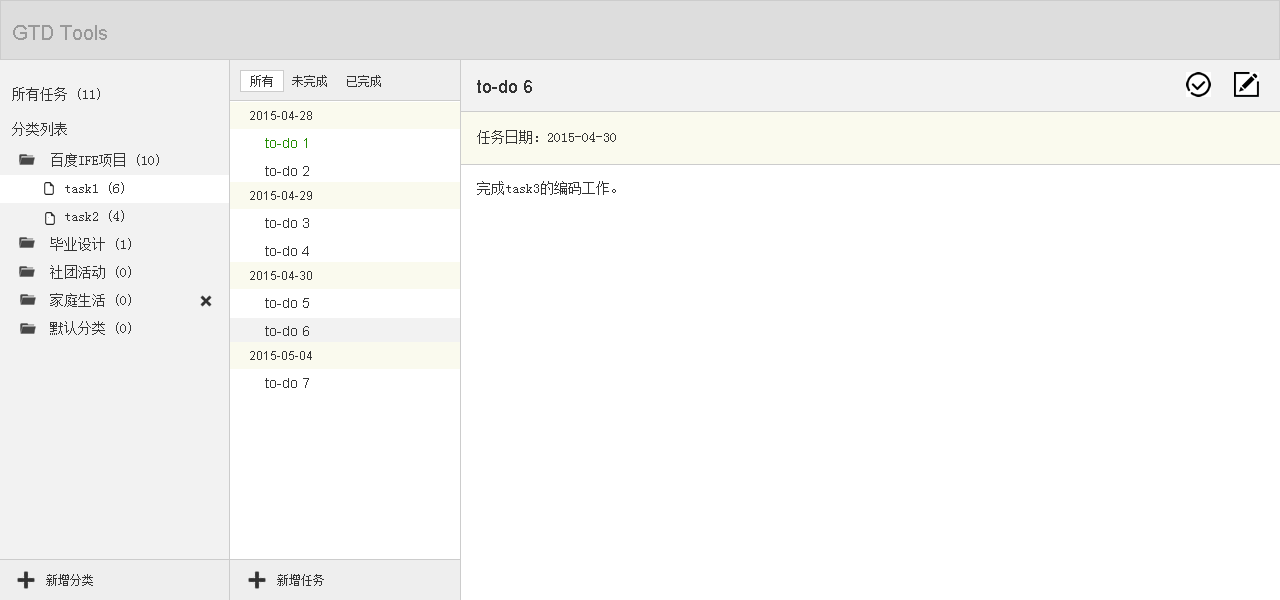 GTD Tools
所有任务 (11)
分类列表
百度IFE项目 (10)
task1 (6)
task2 (4)
毕业设计 (1)
社团活动 (0)
家庭生活 (0)
默认分类 (0)
新增分类
所有 未完成 已完成
2015-04-28
to-do 1
to-do 2
2015-04-29
to-do 3
to-do 4
2015-04-30
to-do 5
to-do 6
2015-05-04
to-do 7
新增任务
to-do 6
任务日期：2015-04-30
完成task3的编码工作。